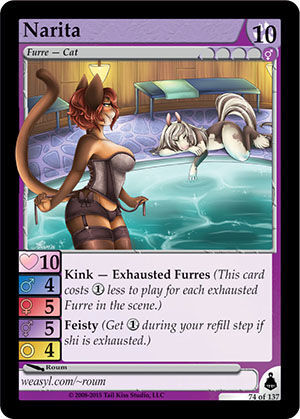 Narita
10
Furre — Cat
10
4
5
5
4
Kink — Exhausted Furres (This card
costs 1 less to play for each exhausted
Furre in the scene.)
Feisty (Get 1 during your refill step if
shi is exhausted.)
Roum
weasyl.com/~roum
74 of 137
© 2008-2015 Tail Kiss Studio, LLC